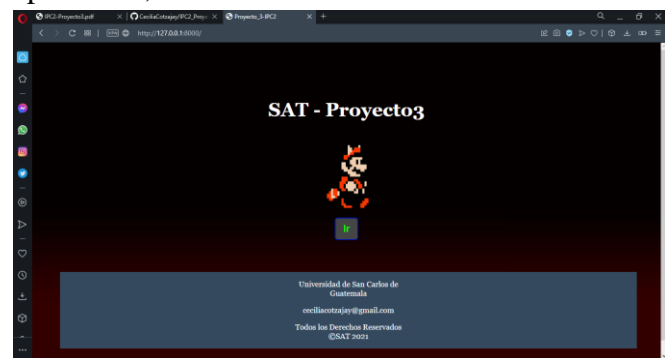 IPC2-Proyecto3.pdf
CeciliaCotzajay/IPC2_Proy
Proyecto_3-IPC2
VPN
http://127.0.0.1:8000/
SAT - Proyecto3
Ir
Universidad de San Carlos de
Guatemala
ceciliacotzajay@gmail.com
Todos los Derechos Reservados
©SAT 2021